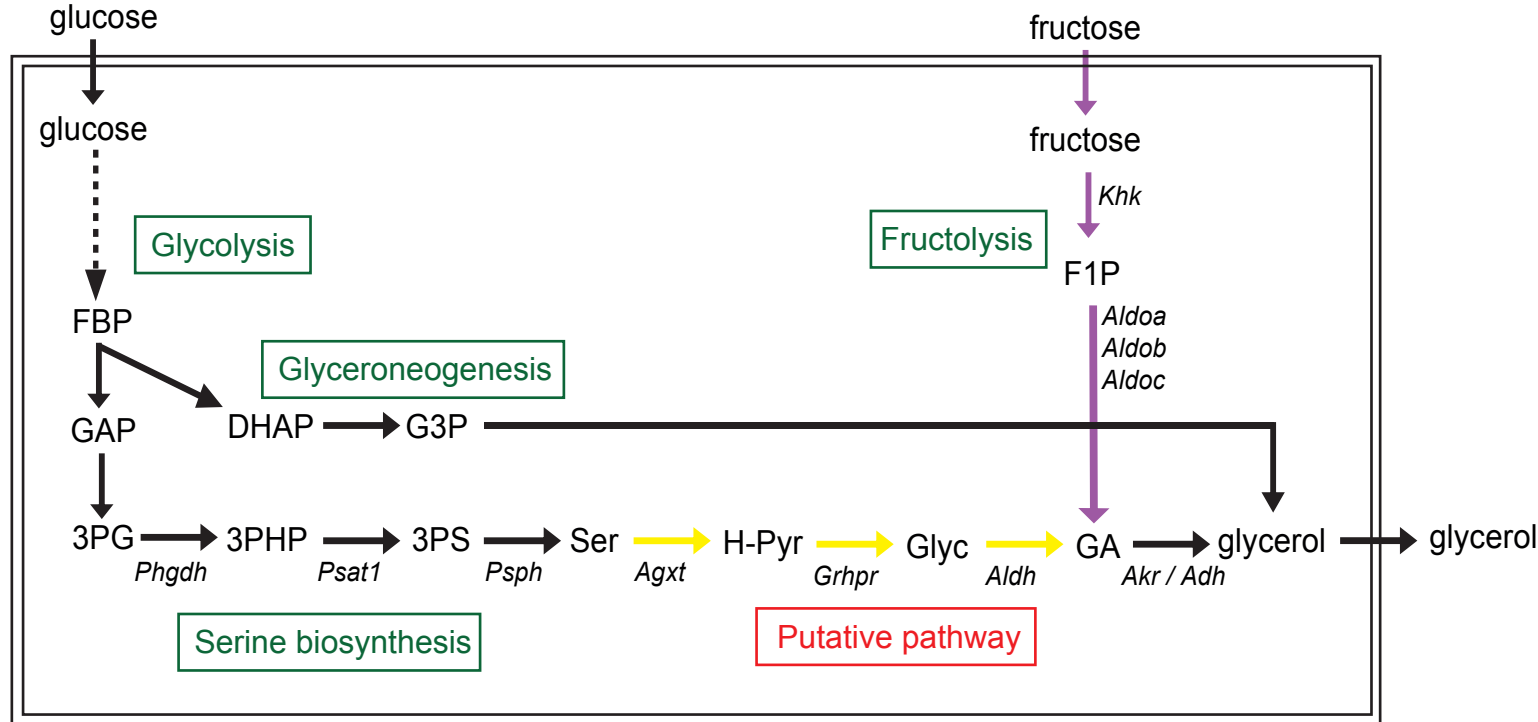 glucose
fructose
glucose
fructose
Khk
Glycolysis
Fructolysis
F1P
FBP
Aldoa
Aldob
Aldoc
Glyceroneogenesis
GAP
DHAP
G3P
3PG
3PHP
3PS
Ser
H-Pyr
Glyc
GA
glycerol
glycerol
Phgdh
Psat1
Psph
Agxt
Grhpr
Aldh
Akr / Adh
Serine biosynthesis
Putative pathway